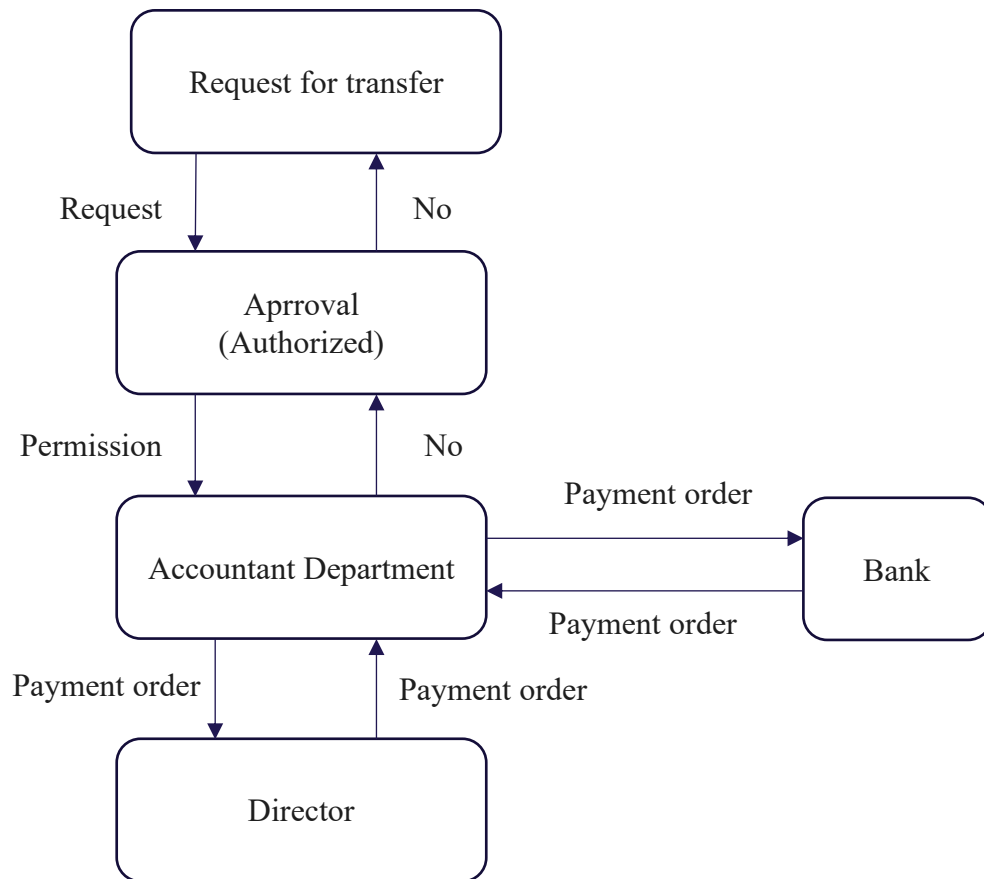 Request for transfer
Request
No
Aprroval
(Authorized)
Permission
No
Payment order
Accountant Department
Bank
Payment order
Payment order
Payment order
Director